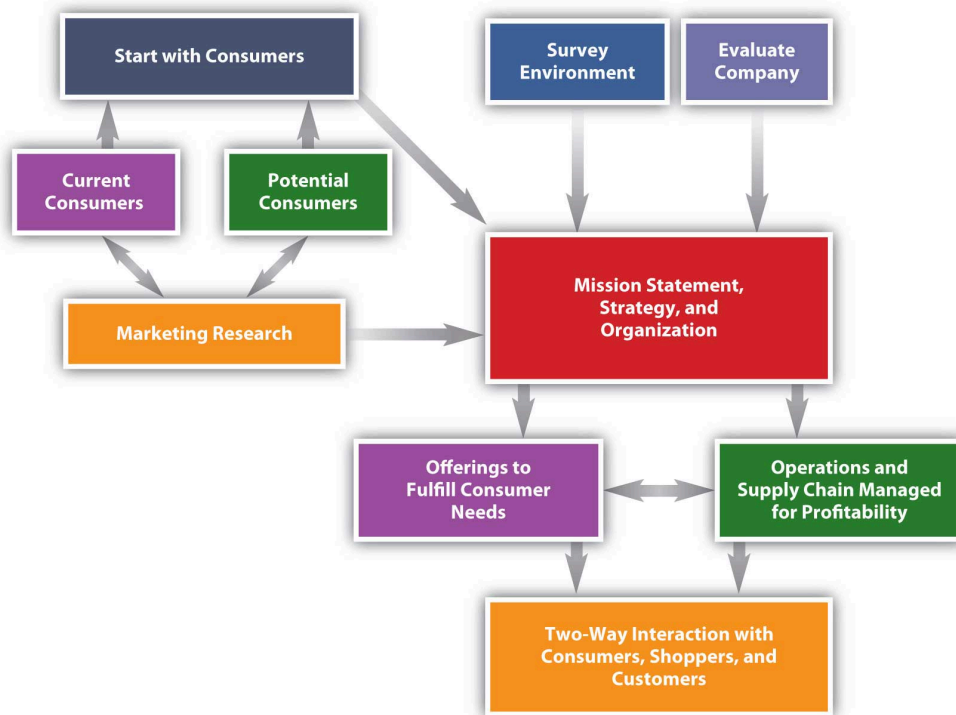 Start with Consumers
Survey
Environment
Evaluate
Company
Current
Consumers
Potential
Consumers
Marketing Research
Mission Statement,
Strategy, and
Organization
Offerings to
Fulfill Consumer
Needs
Operations and
Supply Chain Managed
for Profitability
Two-Way Interaction with
Consumers, Shoppers, and
Customers